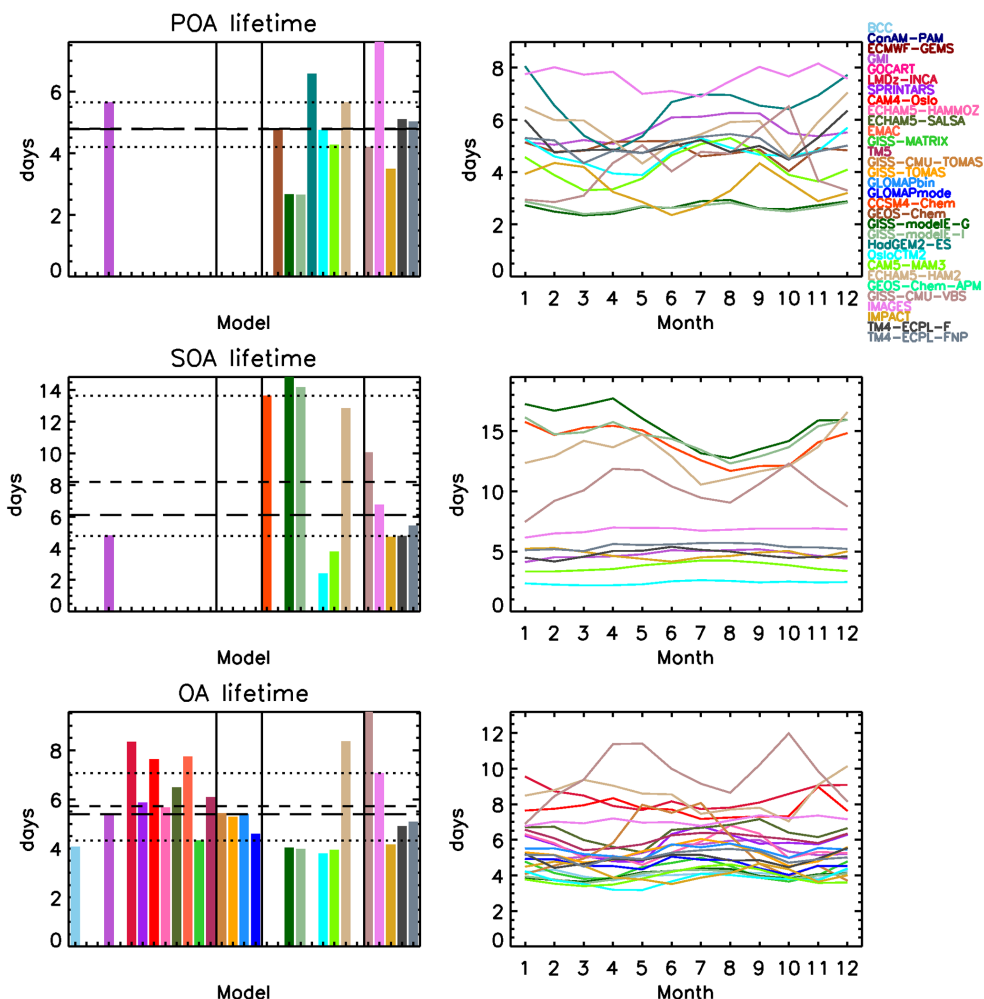 POA lifetime
days
6
4
2
0
Model
days
8
6
4
2
0
1 2 3 4 5 6 7 8 9 10 11 12
Month
BCC
CanAM-PAM
ECMWF-GEMS
GMI
GOCART
LMDz-INCA
SPRINTARS
CAM4-Oslo
ECHAM5-HAMMOZ
ECHAM5-SALSA
EMAC
GISS-MATRIX
TM5
GISS-CMU-TOMAS
GISS-TOMAS
GLOMAPbin
GLOMAPmode
CCSM4-Chem
GEOS-Chem
GISS-modelE-G
GISS-modelE-I
HadGEM2-ES
OsloCTM2
CAM5-MAM3
ECHAM5-HAM2
GEOS-Chem-APM
GISS-CMU-VBS
IMAGES
IMPACT
TM4-ECPL-F
TM4-ECPL-FNP
SOA lifetime
days
14
12
10
8
6
4
2
0
Model
days
15
10
5
0
1 2 3 4 5 6 7 8 9 10 11 12
Month
OA lifetime
days
8
6
4
2
0
Model
days
12
10
8
6
4
2
0
1 2 3 4 5 6 7 8 9 10 11 12
Month